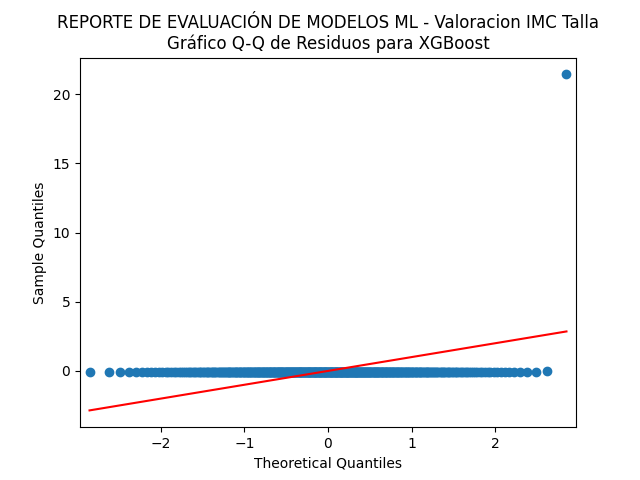 REPORTE DE EVALUACIÓN DE MODELOS ML - Valoracion IMC Talla
Gráfico Q-Q de Residuos para XGBoost
20
15
10
5
0
Sample Quantiles
−2
−1
0
1
2
Theoretical Quantiles